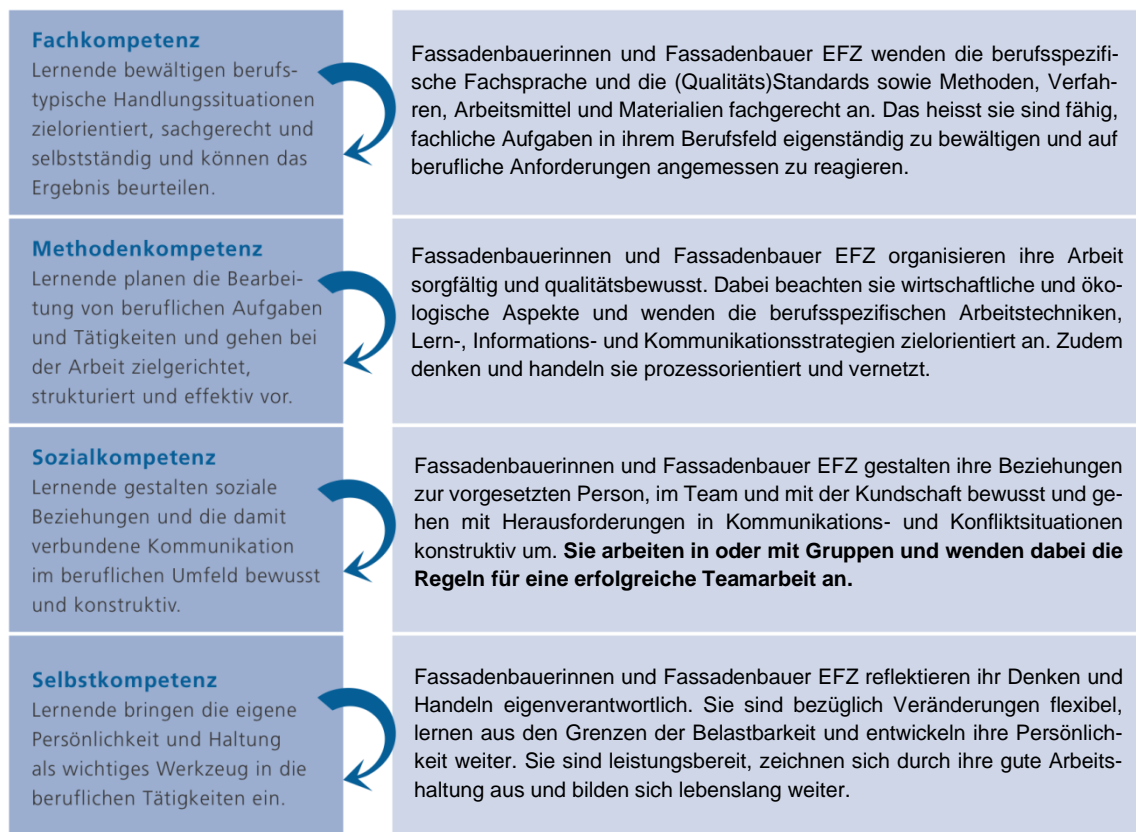 Fachkompetenz
Lernende bewältigen berufs-
typische Handlungssituationen
zielorientiert, sachgerecht und
selbstständig und können das
Ergebnis beurteilen.
Fassadenbauerinnen und Fassadenbauer EFZ wenden die berufsspezifi-
sche Fachsprache und die (Qualitäts)Standards sowie Methoden, Verfah-
ren, Arbeitsmittel und Materialien fachgerecht an. Das heisst sie sind fähig,
fachliche Aufgaben in ihrem Berufsfeld eigenständig zu bewältigen und auf
berufliche Anforderungen angemessen zu reagieren.
Methodenkompetenz
Lernende planen die Bearbei-
tung von beruflichen Aufgaben
und Tätigkeiten und gehen bei
der Arbeit zielgerichtet,
strukturiert und effektiv vor.
Fassadenbauerinnen und Fassadenbauer EFZ organisieren ihre Arbeit
sorgfältig und qualitätsbewusst. Dabei beachten sie wirtschaftliche und öko-
logische Aspekte und wenden die berufsspezifischen Arbeitstechniken,
Lern-, Informations- und Kommunikationsstrategien zielorientiert an. Zudem
denken und handeln sie prozessorientiert und vernetzt.
Sozialkompetenz
Lernende gestalten soziale
Beziehungen und die damit
verbundene Kommunikation
im beruflichen Umfeld bewusst
und konstruktiv.
Fassadenbauerinnen und Fassadenbauer EFZ gestalten ihre Beziehungen
zur vorgesetzten Person, im Team und mit der Kundschaft bewusst und ge-
hen mit Herausforderungen in Kommunikations- und Konfliktsituationen
konstruktiv um. Sie arbeiten in oder mit Gruppen und wenden dabei die
Regeln für eine erfolgreiche Teamarbeit an.
Selbstkompetenz
Lernende bringen die eigene
Persönlichkeit und Haltung
als wichtiges Werkzeug in die
beruflichen Tätigkeiten ein.
Fassadenbauerinnen und Fassadenbauer EFZ reflektieren ihr Denken und
Handeln eigenverantwortlich. Sie sind bezüglich Veränderungen flexibel,
lernen aus den Grenzen der Belastbarkeit und entwickeln ihre Persönlich-
keit weiter. Sie sind leistungsbereit, zeichnen sich durch ihre gute Arbeits-
haltung aus und bilden sich lebenslang weiter.